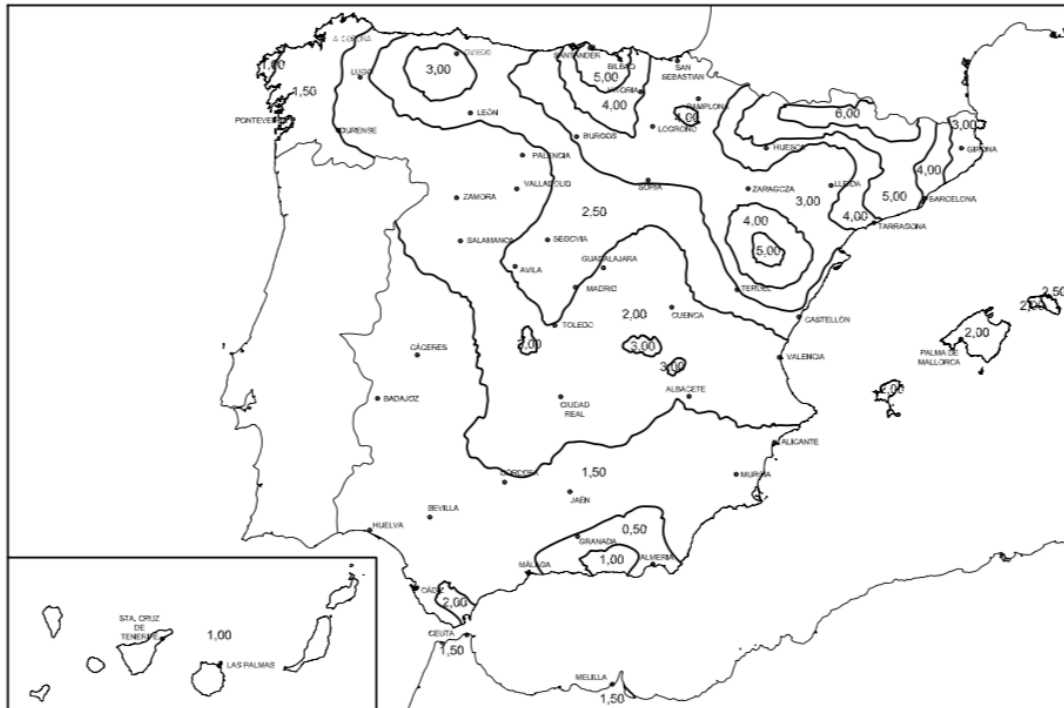 A CORUÑA
LUGO
1,00
1,50
PONTEVEDRA
OURENSE
OVIEDO
3,00
LEÓN
SANTANDER
BILBAO
5,00
VITORIA
4,00
SAN
SEBASTIAN
PAMPLONA
4,00
LOGROÑO
BURGOS
PALENCIA
VALLADOLID
ZAMORA
SORIA
2,50
HUESCA
6,00
3,00
GIRONA
4,00
5,00
BARCELONA
LLEIDA
ZARAGOZA
3,00
4,00
TARRAGONA
4,00
5,00
SALAMANCA
SEGOVIA
AVILA
GUADALAJARA
MADRID
TERUEL
2,00
CUENCA
CASTELLÓN
TOLEDO
3,00
3,00
VALENCIA
CÁCERES
BADAJOZ
CIUDAD
REAL
ALBACETE
2,50
2,00
2,00
PALMA DE
MALLORCA
2,00
ALICANTE
MURCIA
1,50
CÓRDOBA
JAÉN
SEVILLA
HUELVA
0,50
GRANADA
1,00
ALMERIA
MÁLAGA
CÁDIZ
2,00
CEUTA
1,50
MELILLA
1,50
STA. CRUZ
DE
TENERIFE
1,00
LAS PALMAS